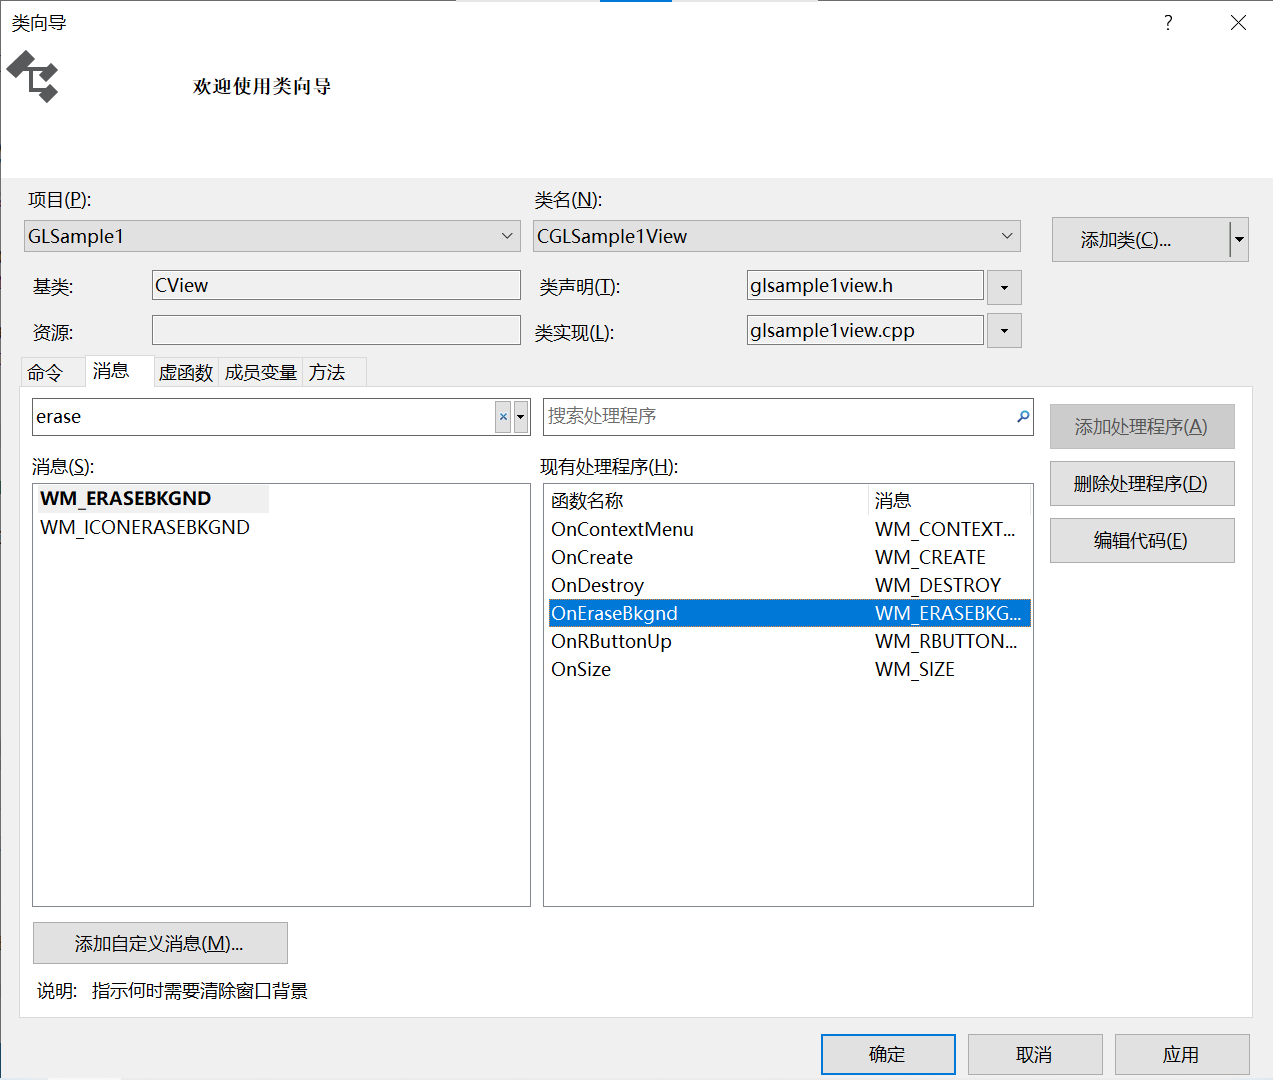 类向导
?
欢迎使用类向导
项目(P):
类名(N):
GLSample1
CGLSample1View
添加类(C)...
基类:
CView
类声明(T):
glsample1view.h
资源:
类实现(L):
glsample1view.cpp
命令 消息 虚函数 成员变量 方法
erase
搜索处理程序
添加处理程序(A)
消息(S):
现有处理程序(H):
删除处理程序(D)
WM_ERASEBKGND
WM_ICONERASEBKGND
函数名称 消息
OnContextMenu WM_CONTEXT...
OnCreate WM_CREATE
OnDestroy WM_DESTROY
OnEraseBkgnd WM_ERASEBKG...
OnRButtonUp WM_RBUTTON...
OnSize WM_SIZE
编辑代码(E)
添加自定义消息(M)...
说明: 指示何时需要清除窗口背景
确定 取消 应用